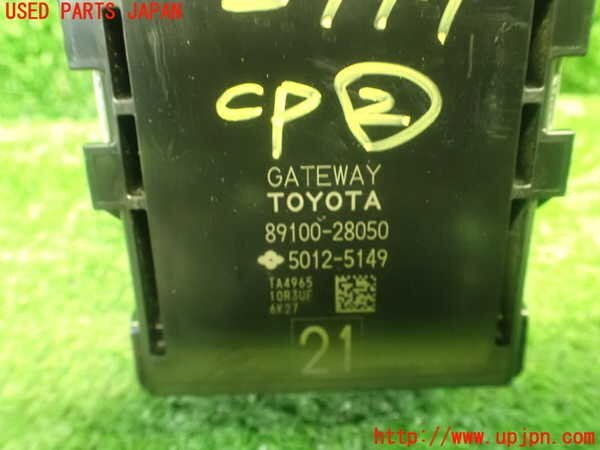 USED PARTS JAPAN
CP 2
GATEWAY
TOYOTA
89100-28050
5012-5149
TA4965
10R3UF
6K27
21
http://www.upjpn.com